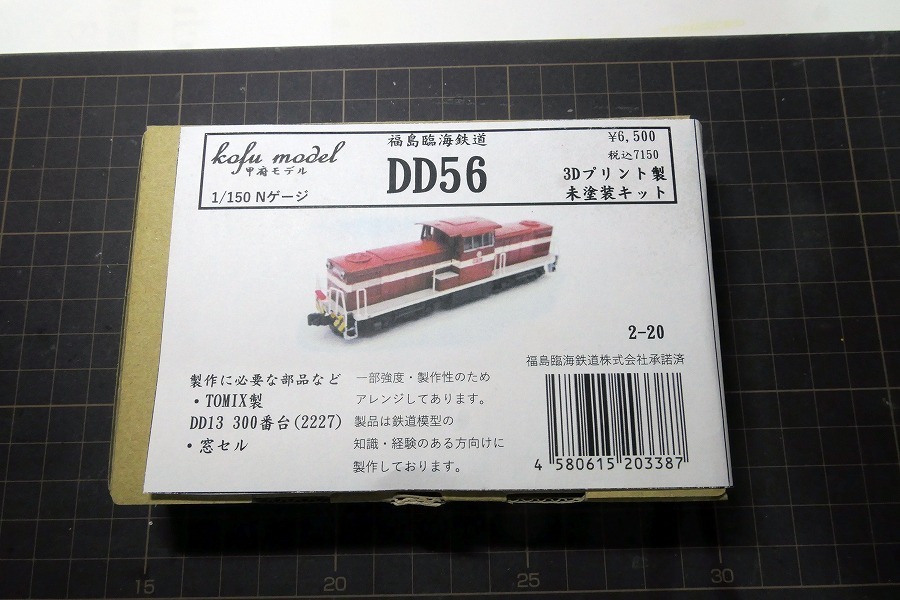 kofu model
甲府モデル
1/150 Nゲージ
福島臨海鉄道
DD56
¥6,500
税込7150
3Dプリント製
未塗装キット
2-20
福島臨海鉄道株式会社承諾済
製作に必要な部品など
・TOMIX製
DD13 300番台(2227)
・窓セル
一部強度・製作性のため
アレンジしてあります。
製品は鉄道模型の
知識・経験のある方向けに
製作しております。
4 580615 203387
15 20 25 30